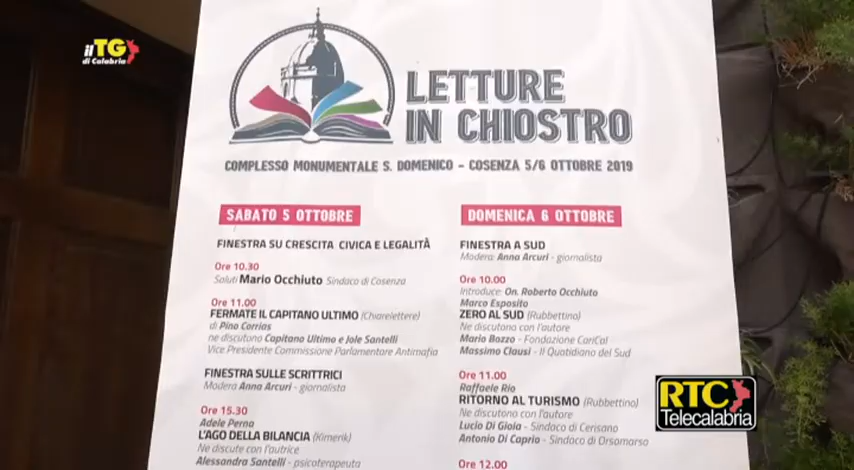 il TG
di Calabria
LETTURE
IN CHIOSTRO
COMPLESSO MONUMENTALE S. DOMENICO - COSENZA 5/6 OTTOBRE 2019
SABATO 5 OTTOBRE
FINESTRA SU CRESCITA CIVICA E LEGALITÀ
Ore 10.30
Saluti Mario Occhiuto Sindaco di Cosenza
Ore 11.00
FERMATE IL CAPITANO ULTIMO (Chiarelettere)
di Pino Corrias
ne discutono Capitano Ultimo e Jole Santelli
Vice Presidente Commissione Parlamentare Antimafia
FINESTRA SULLE SCRITTRICI
Modera Anna Arcuri - giornalista
Ore 15.30
Adele Perna
L'AGO DELLA BILANCIA (Kimerik)
Ne discute con l'autrice
Alessandra Santelli - psicoterapeuta
DOMENICA 6 OTTOBRE
FINESTRA A SUD
Modera: Anna Arcuri - giornalista
Ore 10.00
Introduce: On. Roberto Occhiuto
Marco Esposito
ZERO AL SUD (Rubbettino)
Ne discutono con l'autore
Mario Bozzo - Fondazione CariCal
Massimo Clausi - Il Quotidiano del Sud
Ore 11.00
Raffaele Rio
RITORNO AL TURISMO (Rubbettino)
Ne discutono con l'autore
Lucio Di Gioia - Sindaco di Cerisano
Antonio Di Caprio - Sindaco di Orsomarso
Ore 12.00
RTC
Telecalabria